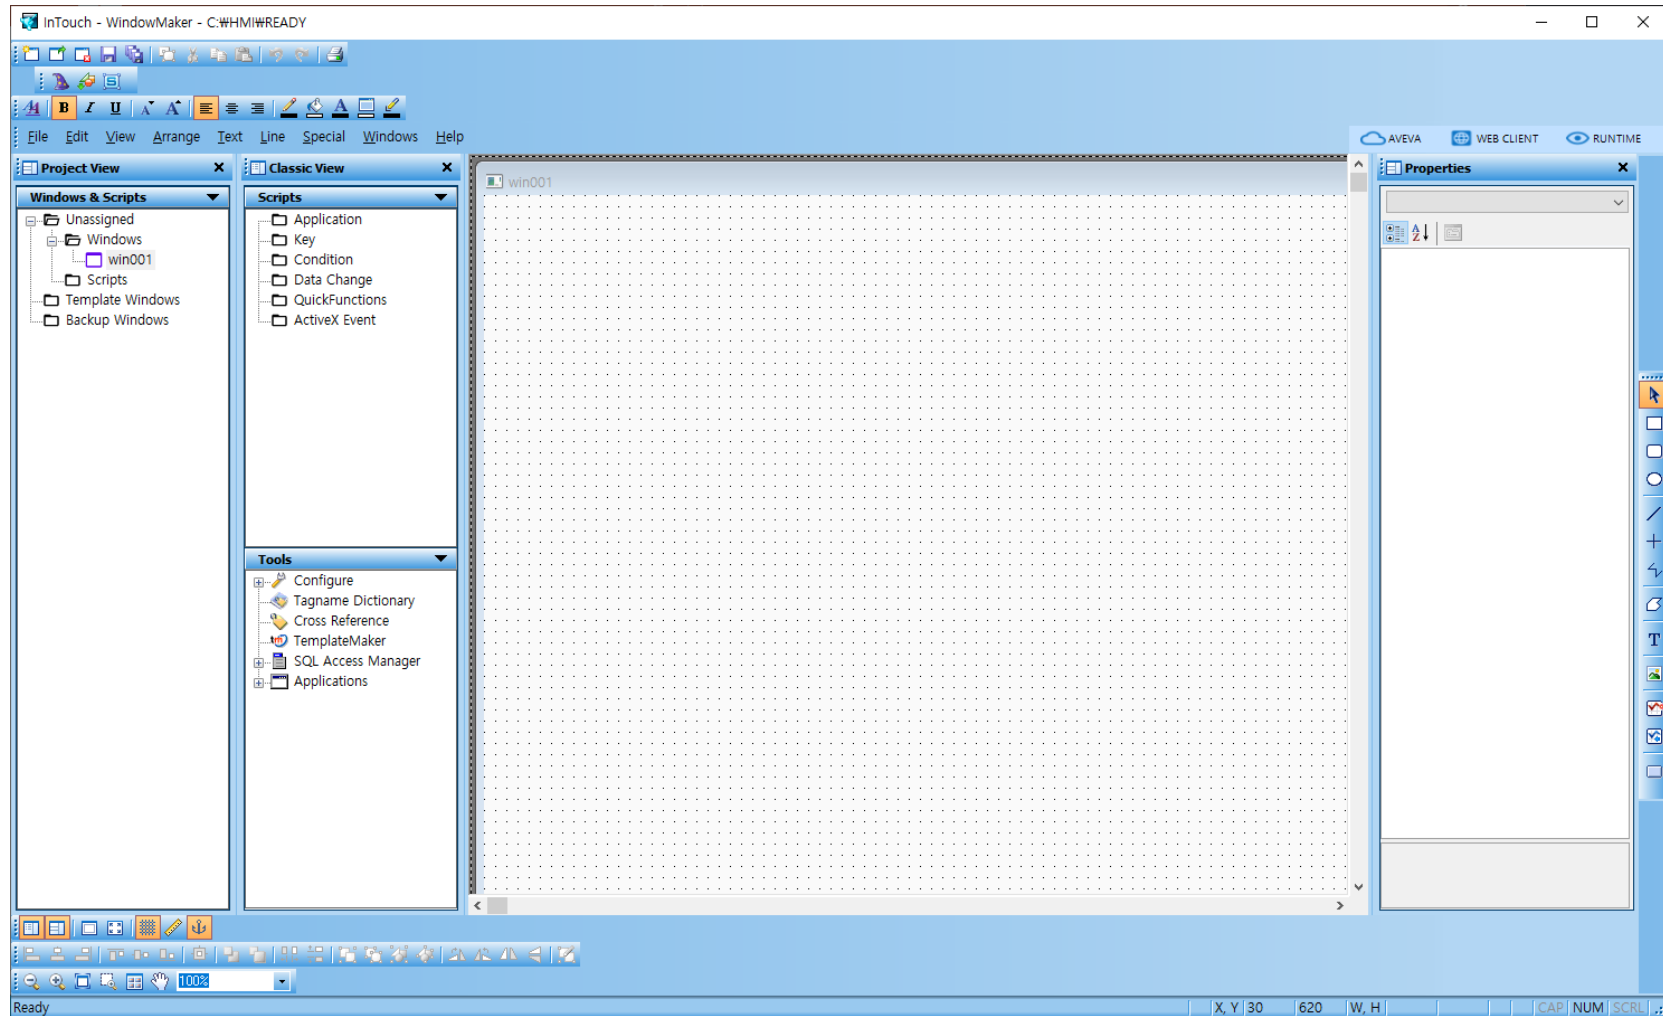 InTouch - WindowMaker - C:₩HMI₩READY
B I U A A A
File Edit View Arrange Text Line Special Windows Help
AVEVA WEB CLIENT RUNTIME
Project View
Windows & Scripts
Unassigned
Windows
win001
Scripts
Template Windows
Backup Windows
Classic View
Scripts
Application
Key
Condition
Data Change
QuickFunctions
ActiveX Event
Tools
Configure
Tagname Dictionary
Cross Reference
TemplateMaker
SQL Access Manager
Applications
win001
Properties
T
100%
Ready
X, Y 30 620 W, H CAP NUM SCRL